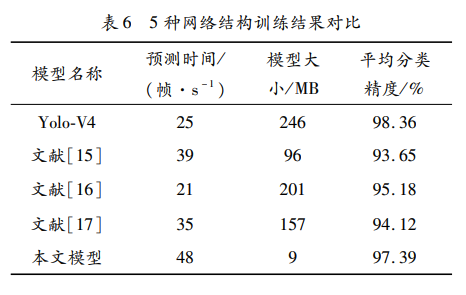 表6 5种网络结构训练结果对比
模型名称 预测时间/(帧·s⁻¹) 模型大小/MB 平均分类精度/%
Yolo-V4 25 246 98.36
文献[15] 39 96 93.65
文献[16] 21 201 95.18
文献[17] 35 157 94.12
本文模型 48 9 97.39